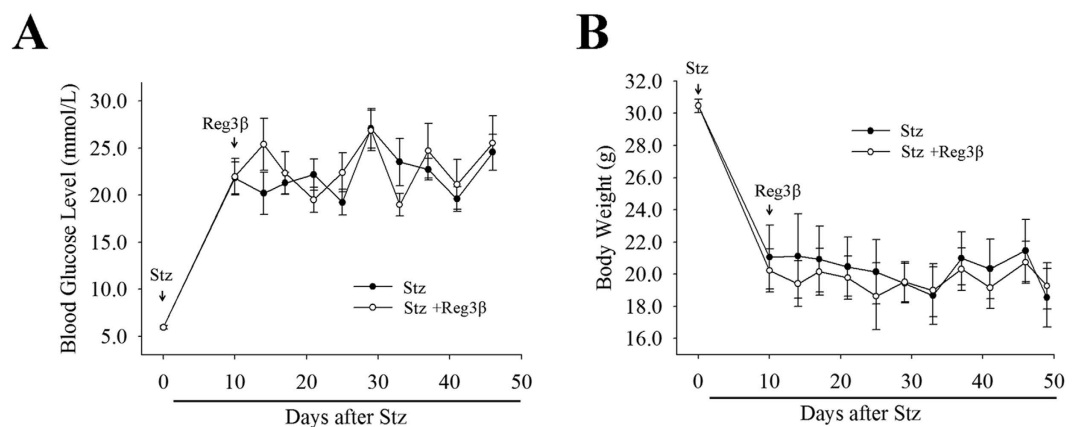 A
Blood Glucose Level (mmol/L)
30.0
25.0
20.0
15.0
10.0
5.0
Reg3β
Stz
Stz
Stz +Reg3β
0
10
20
30
40
50
Days after Stz
B
Body Weight (g)
32.0
30.0
28.0
26.0
24.0
22.0
20.0
18.0
16.0
Stz
Reg3β
Stz
Stz +Reg3β
0
10
20
30
40
50
Days after Stz